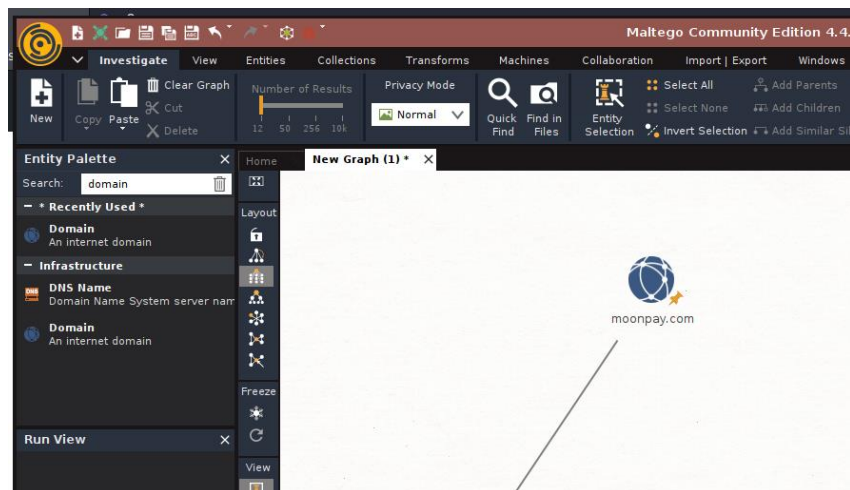 Maltego Community Edition 4.4.
Investigate View Entities Collections Transforms Machines Collaboration Import | Export Windows
New
Copy
Paste
Clear Graph
Cut
Delete
Number of Results
12 50 256 10k
Privacy Mode
Normal
Quick Find
Find in Files
Entity Selection
Select All
Select None
Invert Selection
Add Parents
Add Children
Add Similar
Entity Palette
Search: domain
* Recently Used *
Domain
An internet domain
Infrastructure
DNS
DNS Name
Domain Name System server nam
Domain
An internet domain
Run View
Home
New Graph (1) *
Layout
Freeze
View
moonpay.com